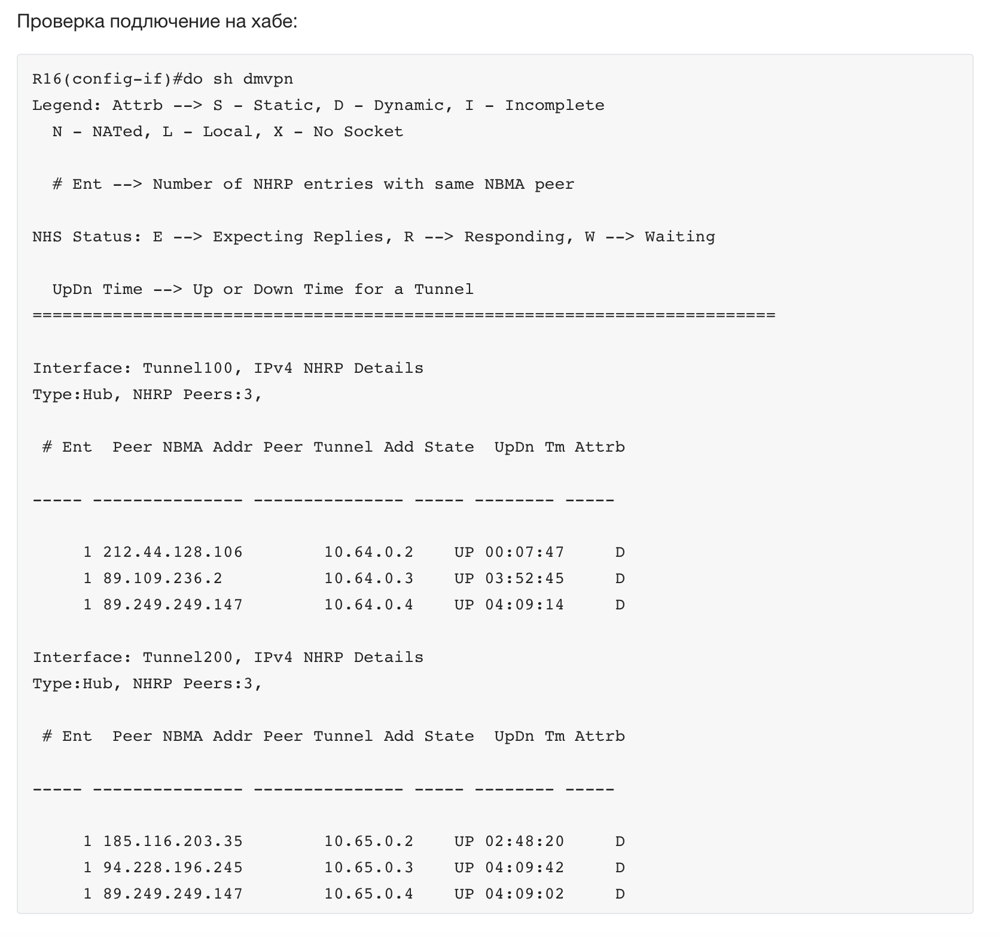 Проверка подлючение на хабе:
R16(config-if)#do sh dmvpn
Legend: Attrb --> S - Static, D - Dynamic, I - Incomplete
  N - NATed, L - Local, X - No Socket
  # Ent --> Number of NHRP entries with same NBMA peer
NHS Status: E --> Expecting Replies, R --> Responding, W --> Waiting
  UpDn Time --> Up or Down Time for a Tunnel
==========================================================================
Interface: Tunnel100, IPv4 NHRP Details
Type:Hub, NHRP Peers:3,
 # Ent  Peer NBMA Addr Peer Tunnel Add State  UpDn Tm Attrb
----- --------------- --------------- ----- -------- -----
     1 212.44.128.106        10.64.0.2    UP 00:07:47     D
     1 89.109.236.2          10.64.0.3    UP 03:52:45     D
     1 89.249.249.147        10.64.0.4    UP 04:09:14     D
Interface: Tunnel200, IPv4 NHRP Details
Type:Hub, NHRP Peers:3,
 # Ent  Peer NBMA Addr Peer Tunnel Add State  UpDn Tm Attrb
----- --------------- --------------- ----- -------- -----
     1 185.116.203.35        10.65.0.2    UP 02:48:20     D
     1 94.228.196.245        10.65.0.3    UP 04:09:42     D
     1 89.249.249.147        10.65.0.4    UP 04:09:02     D